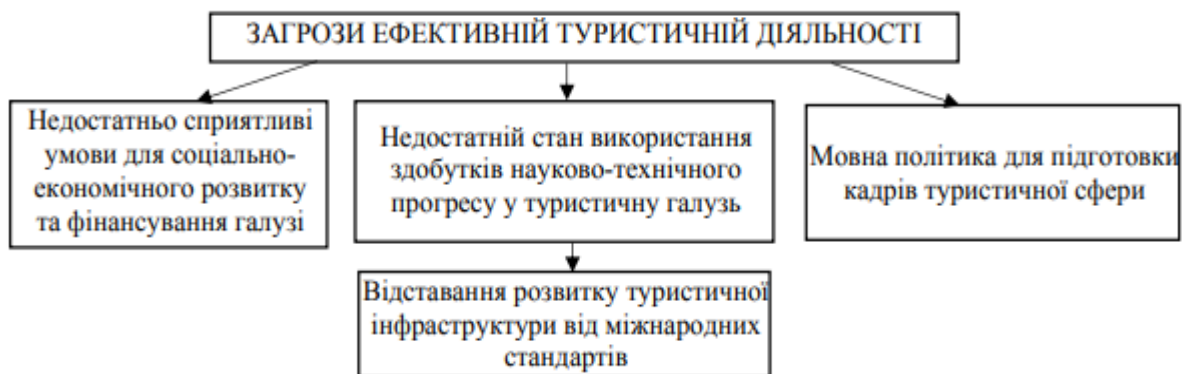 ЗАГРОЗИ ЕФЕКТИВНІЙ ТУРИСТИЧНІЙ ДІЯЛЬНОСТІ
Недостатньо сприятливі
умови для соціально-
економічного розвитку
та фінансування галузі
Недостатній стан використання
здобутків науково-технічного
прогресу у туристичну галузь
Мовна політика для підготовки
кадрів туристичної сфери
Відставання розвитку туристичної
інфраструктури від міжнародних
стандартів